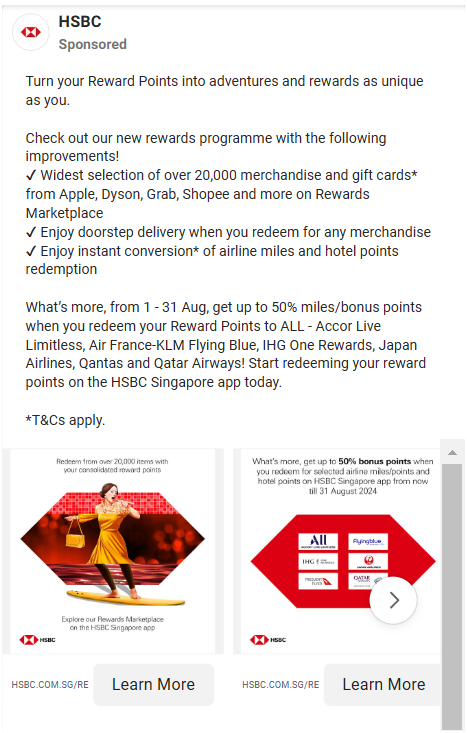 HSBC
Sponsored
Turn your Reward Points into adventures and rewards as unique
as you.
Check out our new rewards programme with the following
improvements!
✓ Widest selection of over 20,000 merchandise and gift cards*
from Apple, Dyson, Grab, Shopee and more on Rewards
Marketplace
✓ Enjoy doorstep delivery when you redeem for any merchandise
✓ Enjoy instant conversion* of airline miles and hotel points
redemption
What’s more, from 1 - 31 Aug, get up to 50% miles/bonus points
when you redeem your Reward Points to ALL - Accor Live
Limitless, Air France-KLM Flying Blue, IHG One Rewards, Japan
Airlines, Qantas and Qatar Airways! Start redeeming your reward
points on the HSBC Singapore app today.
*T&Cs apply.
Redeem from over 20,000 items with
your consolidated reward points
Explore our Rewards Marketplace
on the HSBC Singapore app
HSBC
HSBC.COM.SG/RE
Learn More
What's more, get up to 50% bonus points when
you redeem for selected airline miles/points and
hotel points on HSBC Singapore app from now
till 31 August 2024
ALL
FlyingBlue
IHG
FREQUENT
FLYER
QATAR
HSBC
HSBC.COM.SG/RE
Learn More